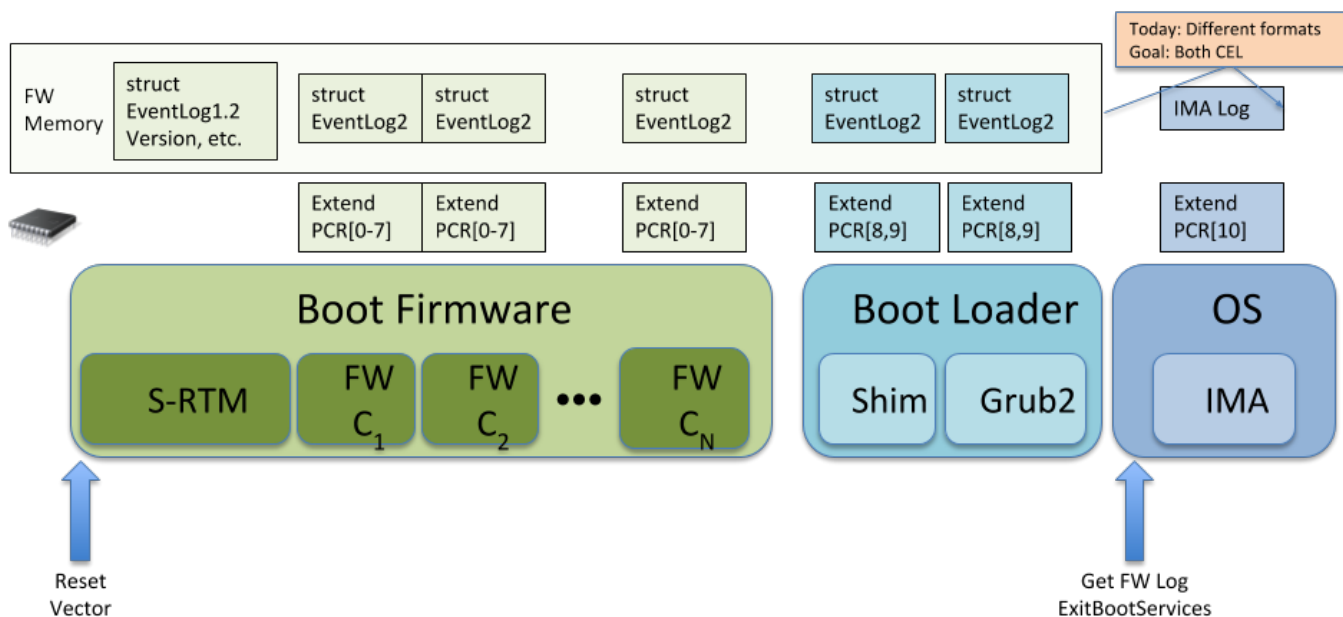 Today: Different formats
Goal: Both CEL
FW
Memory
struct
EventLog1.2
Version, etc.
struct
EventLog2
struct
EventLog2
struct
EventLog2
struct
EventLog2
struct
EventLog2
IMA Log
Extend
PCR[0-7]
Extend
PCR[0-7]
Extend
PCR[0-7]
Extend
PCR[8,9]
Extend
PCR[8,9]
Extend
PCR[10]
Boot Firmware
S-RTM
FW
C1
FW
C2
•••
FW
CN
Boot Loader
Shim
Grub2
OS
IMA
Reset
Vector
Get FW Log
ExitBootServices